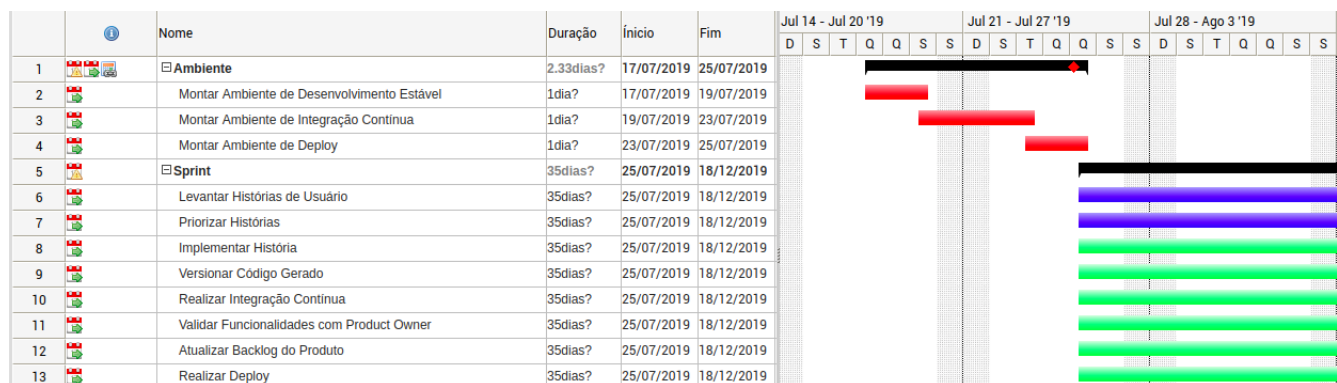 Jul 14 - Jul 20 '19 Jul 21 - Jul 27 '19 Jul 28 - Ago 3 '19
Nome Duração Ínicio Fim
D S T Q Q S S D S T Q Q S S D S T Q Q S S
1 Ambiente 2.33dias? 17/07/2019 25/07/2019
2 Montar Ambiente de Desenvolvimento Estável 1dia? 17/07/2019 19/07/2019
3 Montar Ambiente de Integração Contínua 1dia? 19/07/2019 23/07/2019
4 Montar Ambiente de Deploy 1dia? 23/07/2019 25/07/2019
5 Sprint 35dias? 25/07/2019 18/12/2019
6 Levantar Histórias de Usuário 35dias? 25/07/2019 18/12/2019
7 Priorizar Histórias 35dias? 25/07/2019 18/12/2019
8 Implementar História 35dias? 25/07/2019 18/12/2019
9 Versionar Código Gerado 35dias? 25/07/2019 18/12/2019
10 Realizar Integração Contínua 35dias? 25/07/2019 18/12/2019
11 Validar Funcionalidades com Product Owner 35dias? 25/07/2019 18/12/2019
12 Atualizar Backlog do Produto 35dias? 25/07/2019 18/12/2019
13 Realizar Deploy 35dias? 25/07/2019 18/12/2019